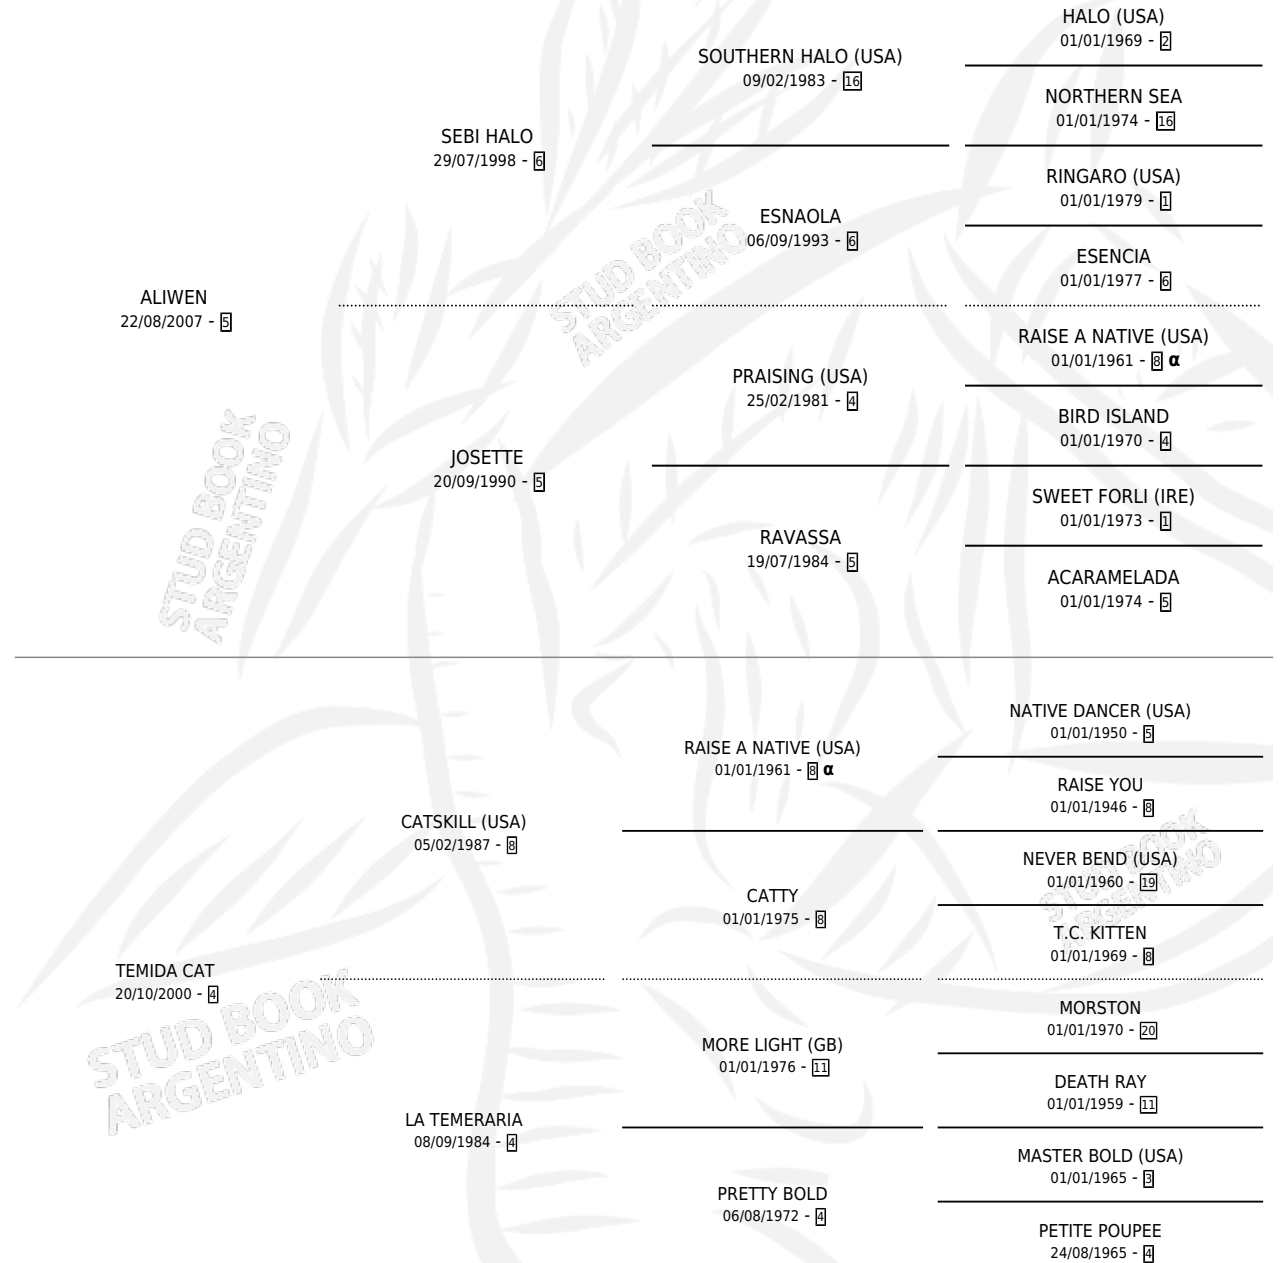 HALO (USA)
01/01/1969 - 2
SOUTHERN HALO (USA)
09/02/1983 - 16
NORTHERN SEA
01/01/1974 - 16
SEBI HALO
29/07/1998 - 6
RINGARO (USA)
01/01/1979 - 1
ESNAOLA
06/09/1993 - 6
ESENCIA
01/01/1977 - 6
ALIWEN
22/08/2007 - 5
RAISE A NATIVE (USA)
01/01/1961 - 8 α
PRAISING (USA)
25/02/1981 - 4
BIRD ISLAND
01/01/1970 - 4
JOSETTE
20/09/1990 - 5
SWEET FORLI (IRE)
01/01/1973 - 1
RAVASSA
19/07/1984 - 5
ACARAMELADA
01/01/1974 - 5
NATIVE DANCER (USA)
01/01/1950 - 5
RAISE A NATIVE (USA)
01/01/1961 - 8 α
RAISE YOU
01/01/1946 - 8
CATSKILL (USA)
05/02/1987 - 8
NEVER BEND (USA)
01/01/1960 - 19
CATTY
01/01/1975 - 8
T.C. KITTEN
01/01/1969 - 8
TEMIDA CAT
20/10/2000 - 4
MORSTON
01/01/1970 - 20
MORE LIGHT (GB)
01/01/1976 - 11
DEATH RAY
01/01/1959 - 11
LA TEMERARIA
08/09/1984 - 4
MASTER BOLD (USA)
01/01/1965 - 3
PRETTY BOLD
06/08/1972 - 4
PETITE POUPEE
24/08/1965 - 4
STUD BOOK
ARGENTINO
STUD BOOK
ARGENTINO
STUD BOOK
ARGENTINO
STUD BOOK
ARGENTINO